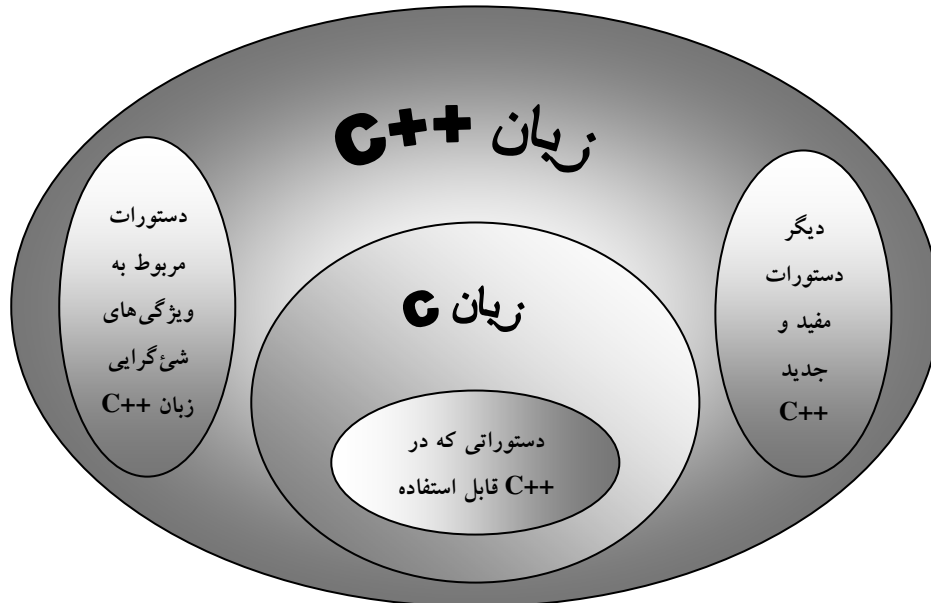 زبان C++
دیگر
دستورات
مفید و
جدید
C++
زبان C
دستوراتی که در
C++ قابل استفاده
دستورات
مربوط به
ویژگی‌های
شئ‌گرایی
زبان C++